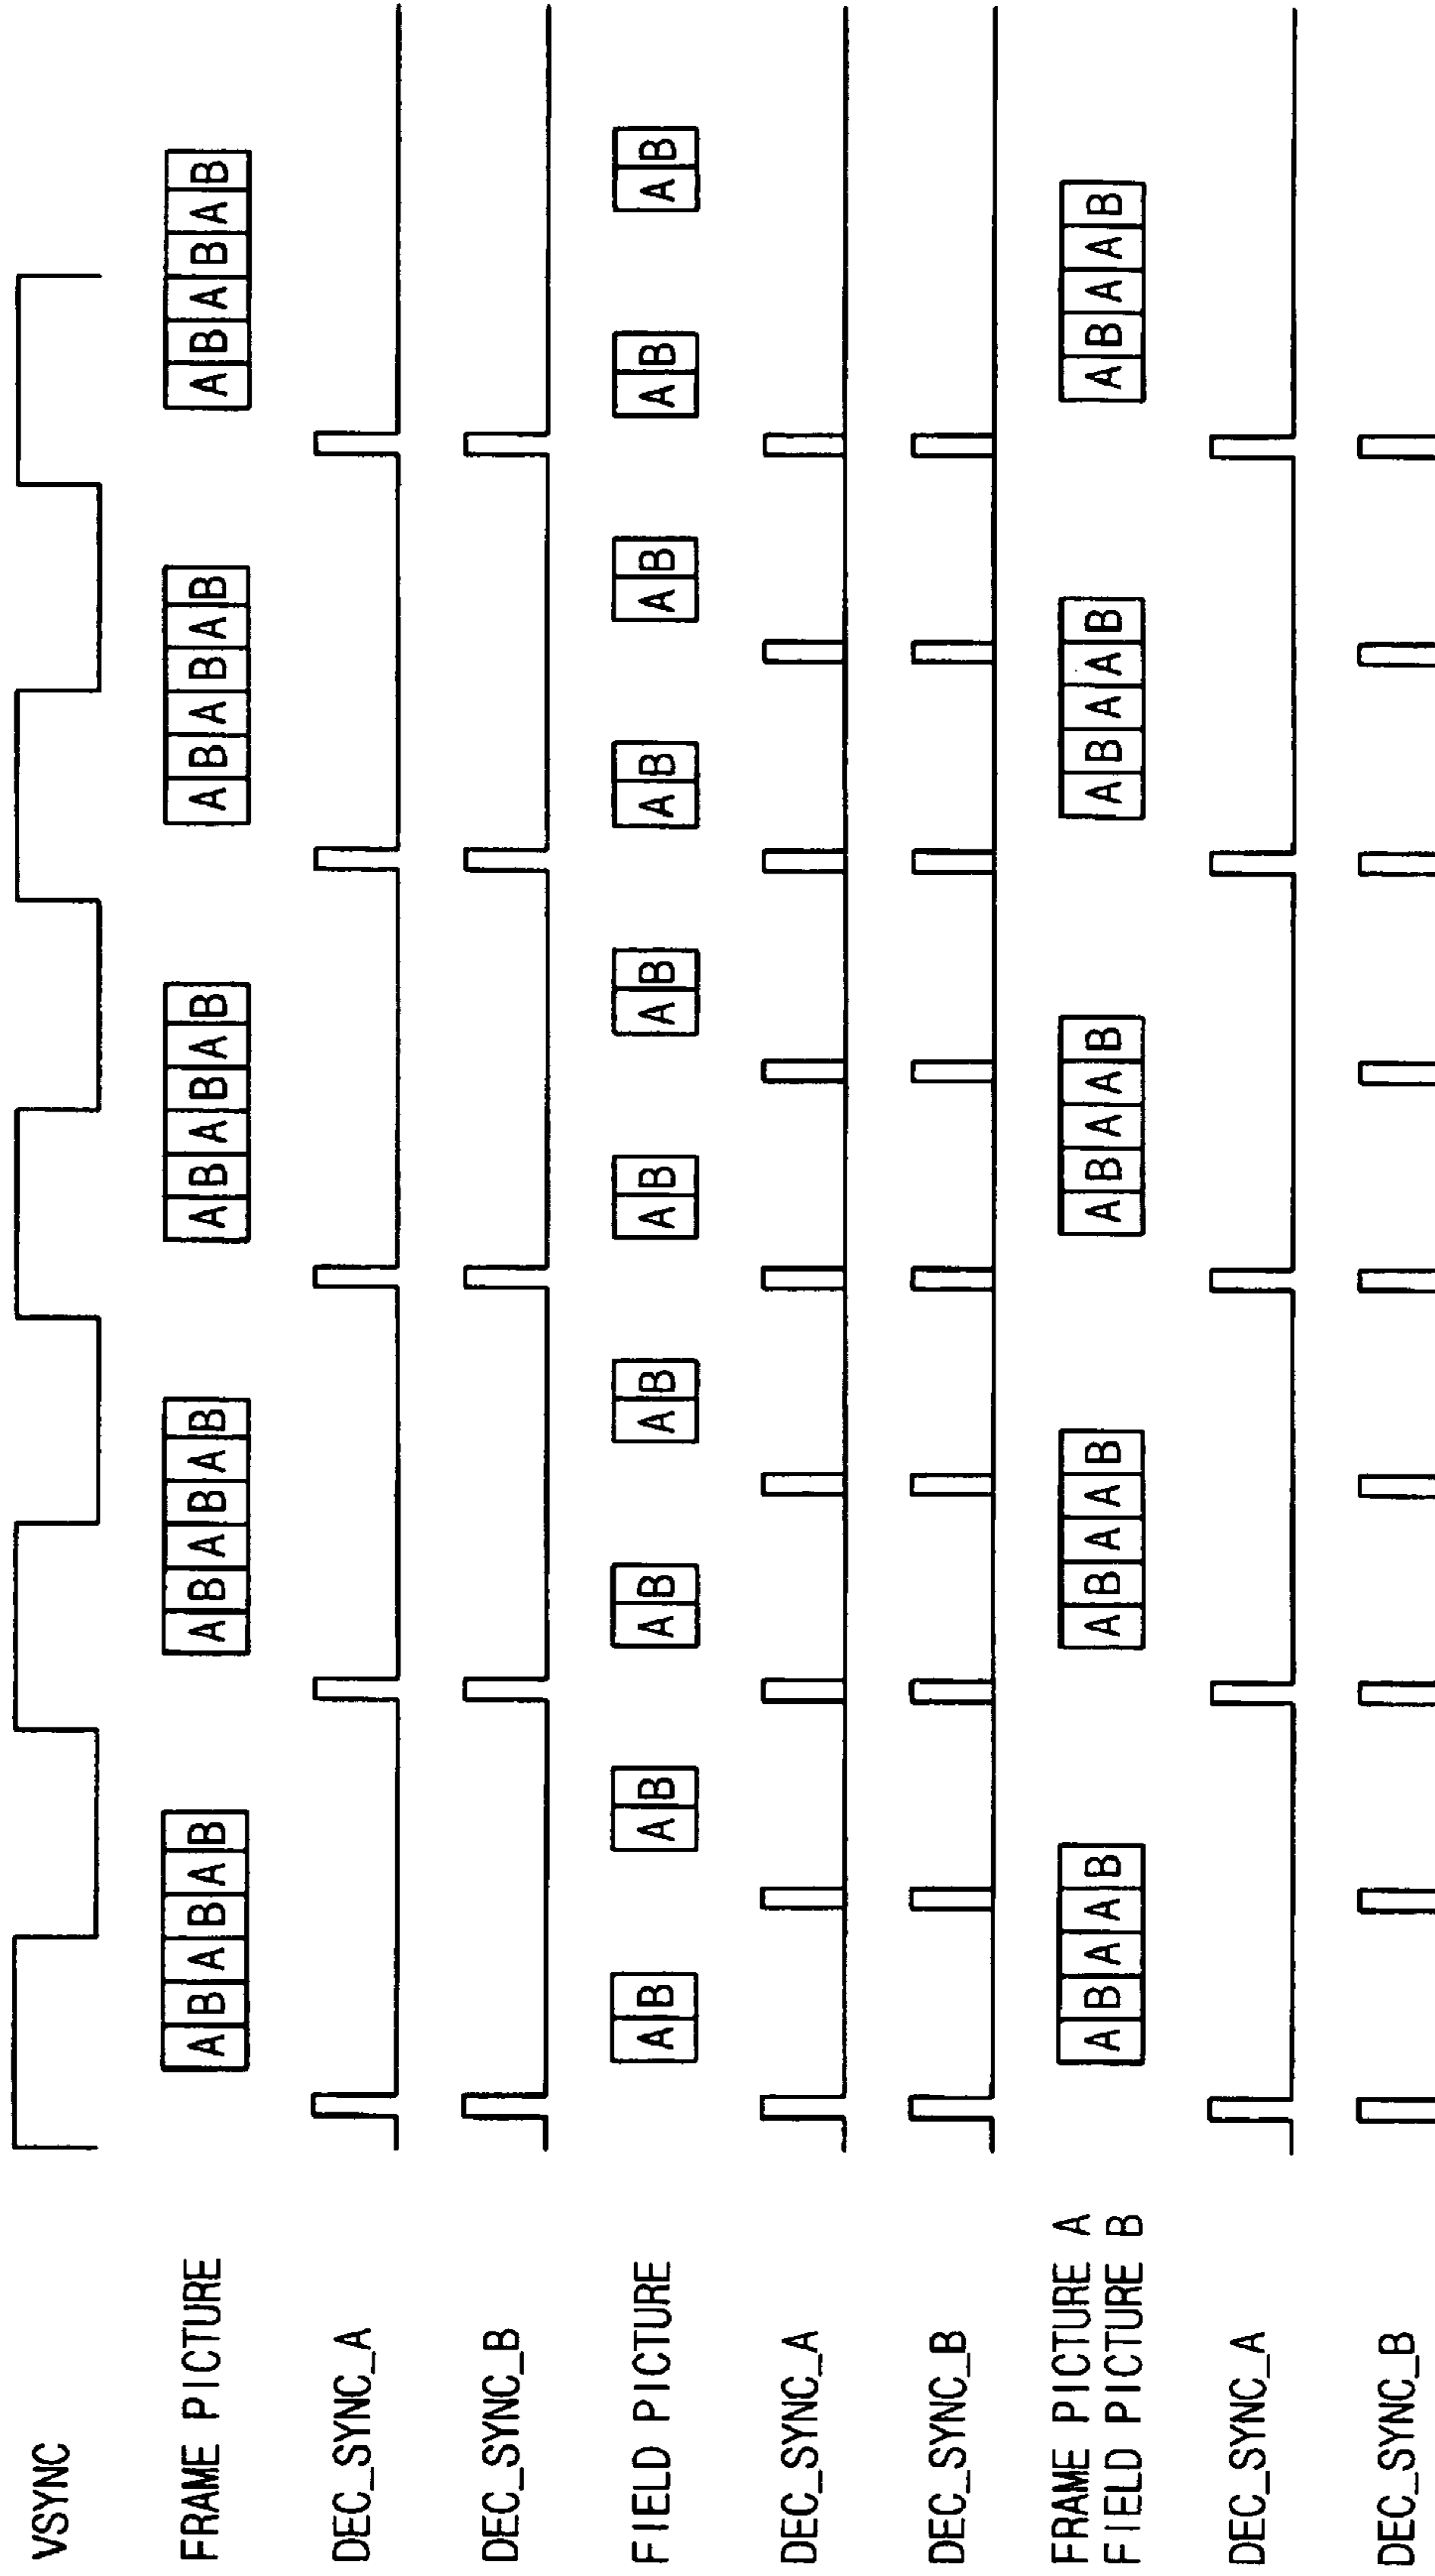 VSYNC
FRAME PICTURE A B A B A B A B A B A B A B A B A B A B A B A B A B A B A B
DEC_SYNC_A
DEC_SYNC_B
FIELD PICTURE A B A B A B A B A B A B A B A B A B A B
DEC_SYNC_A
DEC_SYNC_B
FRAME PICTURE A
FIELD PICTURE B
A B A A B A B A A B A B A A B A B A A B A B A A B
DEC_SYNC_A
DEC_SYNC_B